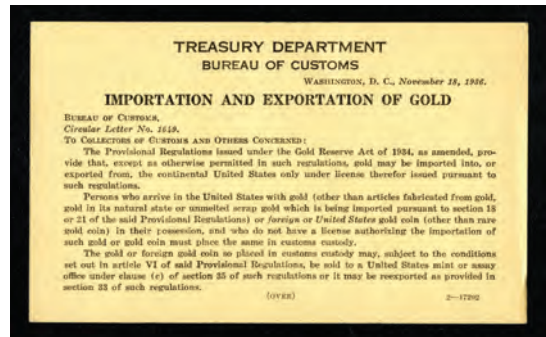 TREASURY DEPARTMENT
BUREAU OF CUSTOMS
WASHINGTON, D. C., November 18, 1936.
IMPORTATION AND EXPORTATION OF GOLD
BUREAU OF CUSTOMS,
Circular Letter No. 1649.
TO COLLECTORS OF CUSTOMS AND OTHERS CONCERNED:
The Provisional Regulations issued under the Gold Reserve Act of 1934, as amended, pro-
vide that, except as otherwise permitted in such regulations, gold may be imported into, or
exported from, the continental United States only under license therefor issued pursuant to
such regulations.
Persons who arrive in the United States with gold (other than articles fabricated from gold,
gold in its natural state or unmelted scrap gold which is being imported pursuant to section 18
or 21 of the said Provisional Regulations) or foreign or United States gold coin (other than rare
gold coin) in their possession, and who do not have a license authorizing the importation of
such gold or gold coin must place the same in customs custody.
The gold or foreign gold coin so placed in customs custody may, subject to the conditions
set out in article VI of said Provisional Regulations, be sold to a United States mint or assay
office under clause (e) of section 35 of such regulations or it may be reexported as provided in
section 33 of such regulations.
(OVER) 2—17202